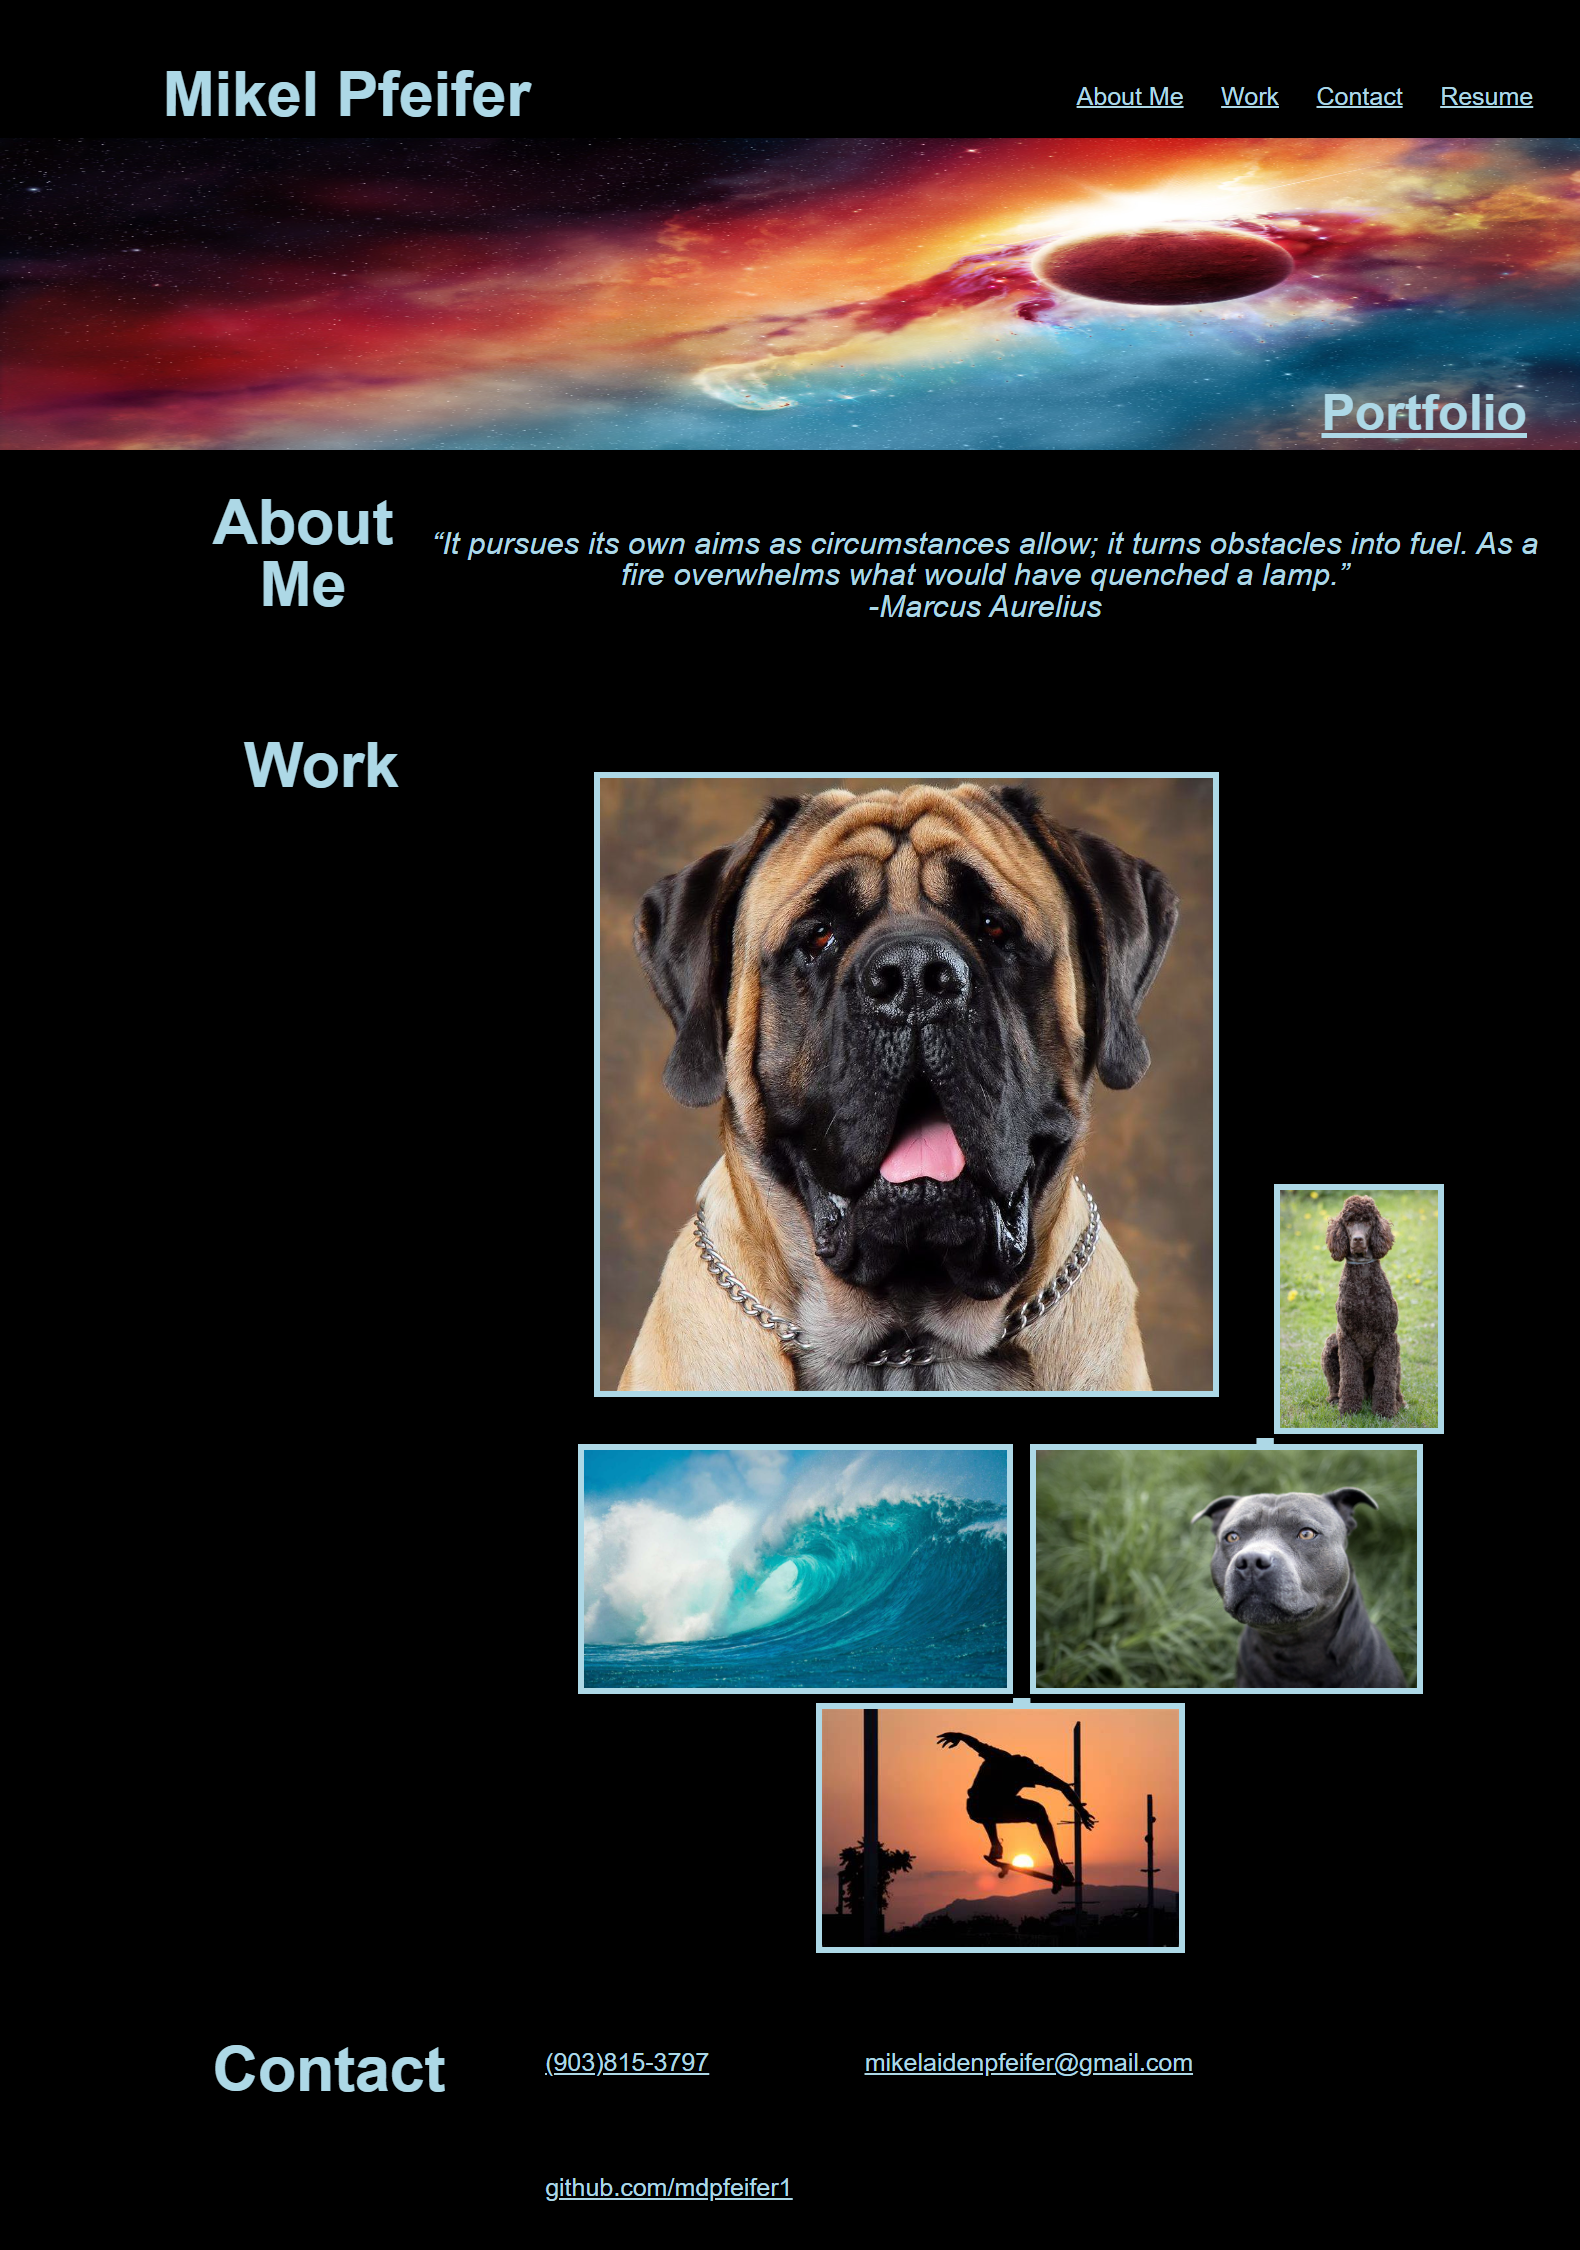 Mikel Pfeifer
About Me Work Contact Resume
Portfolio
About
Me
“It pursues its own aims as circumstances allow; it turns obstacles into fuel. As a
fire overwhelms what would have quenched a lamp.”
-Marcus Aurelius
Work
Contact
(903)815-3797 mikelaidenpfeifer@gmail.com
github.com/mdpfeifer1